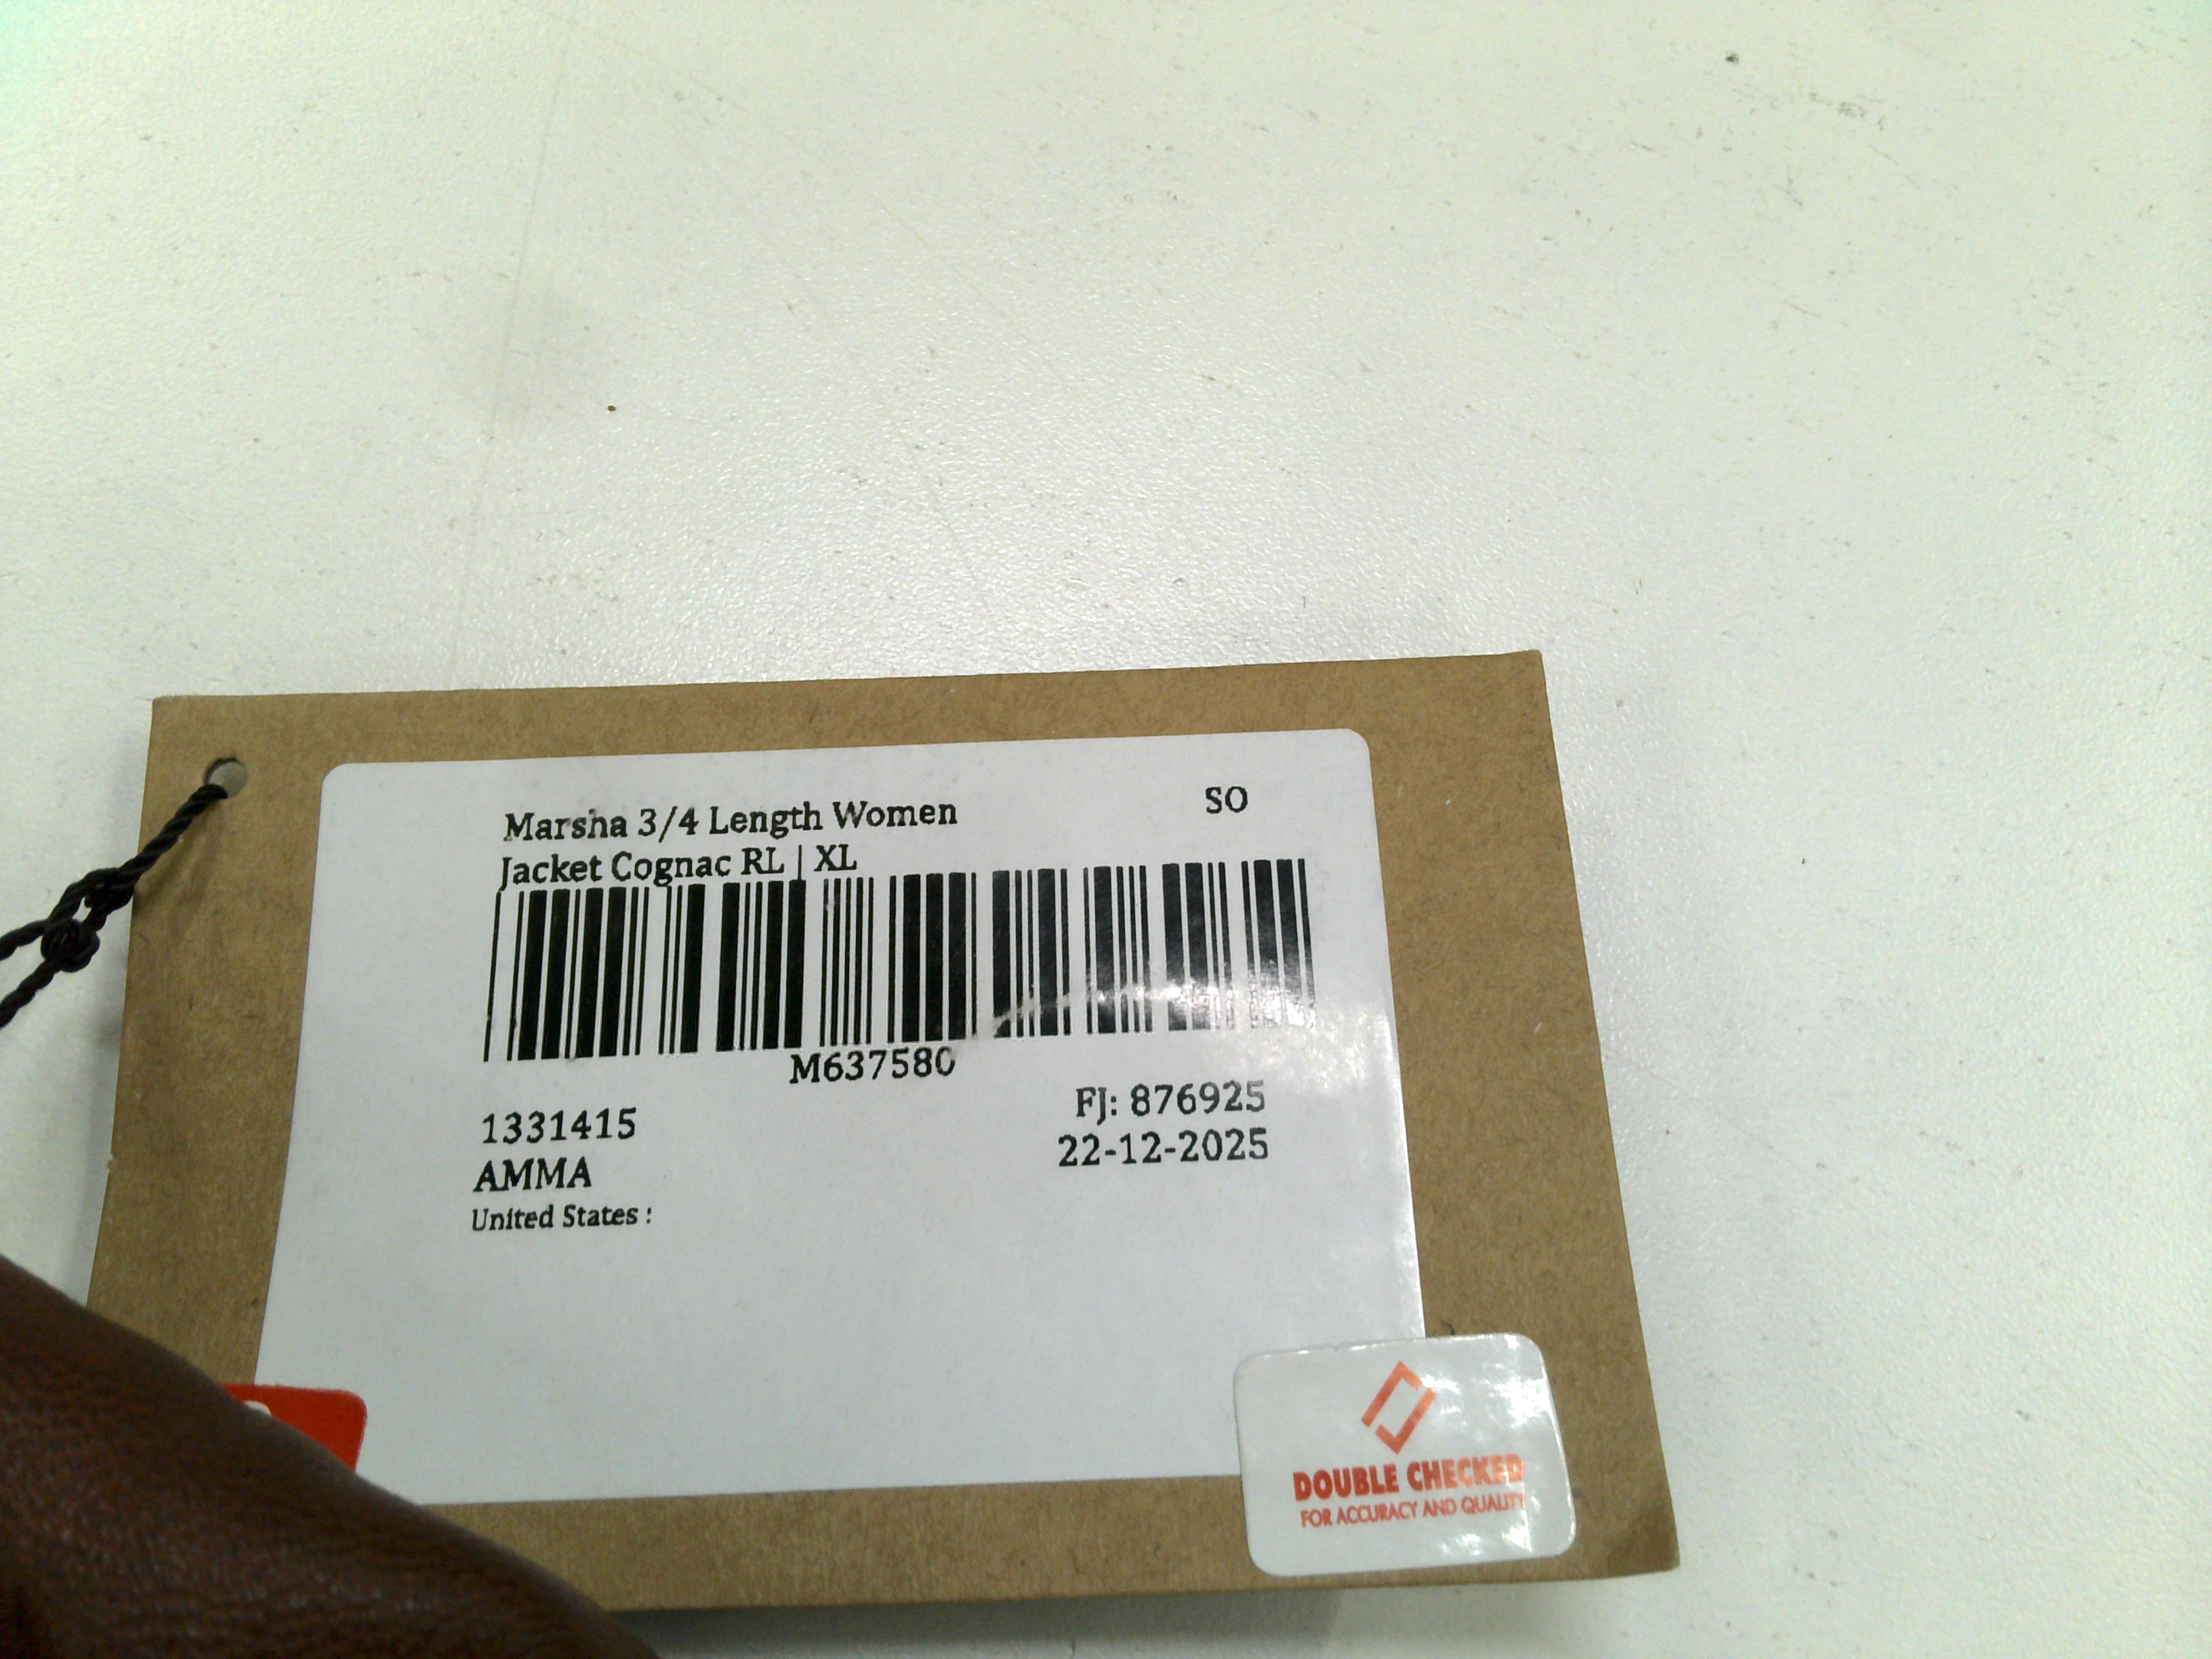 Marsha 3/4 Length Women
Jacket Cognac RL | XL
SO
M637580
1331415
FJ: 876925
AMMA
22-12-2025
United States :
DOUBLE CHECKED
FOR ACCURACY AND QUALITY